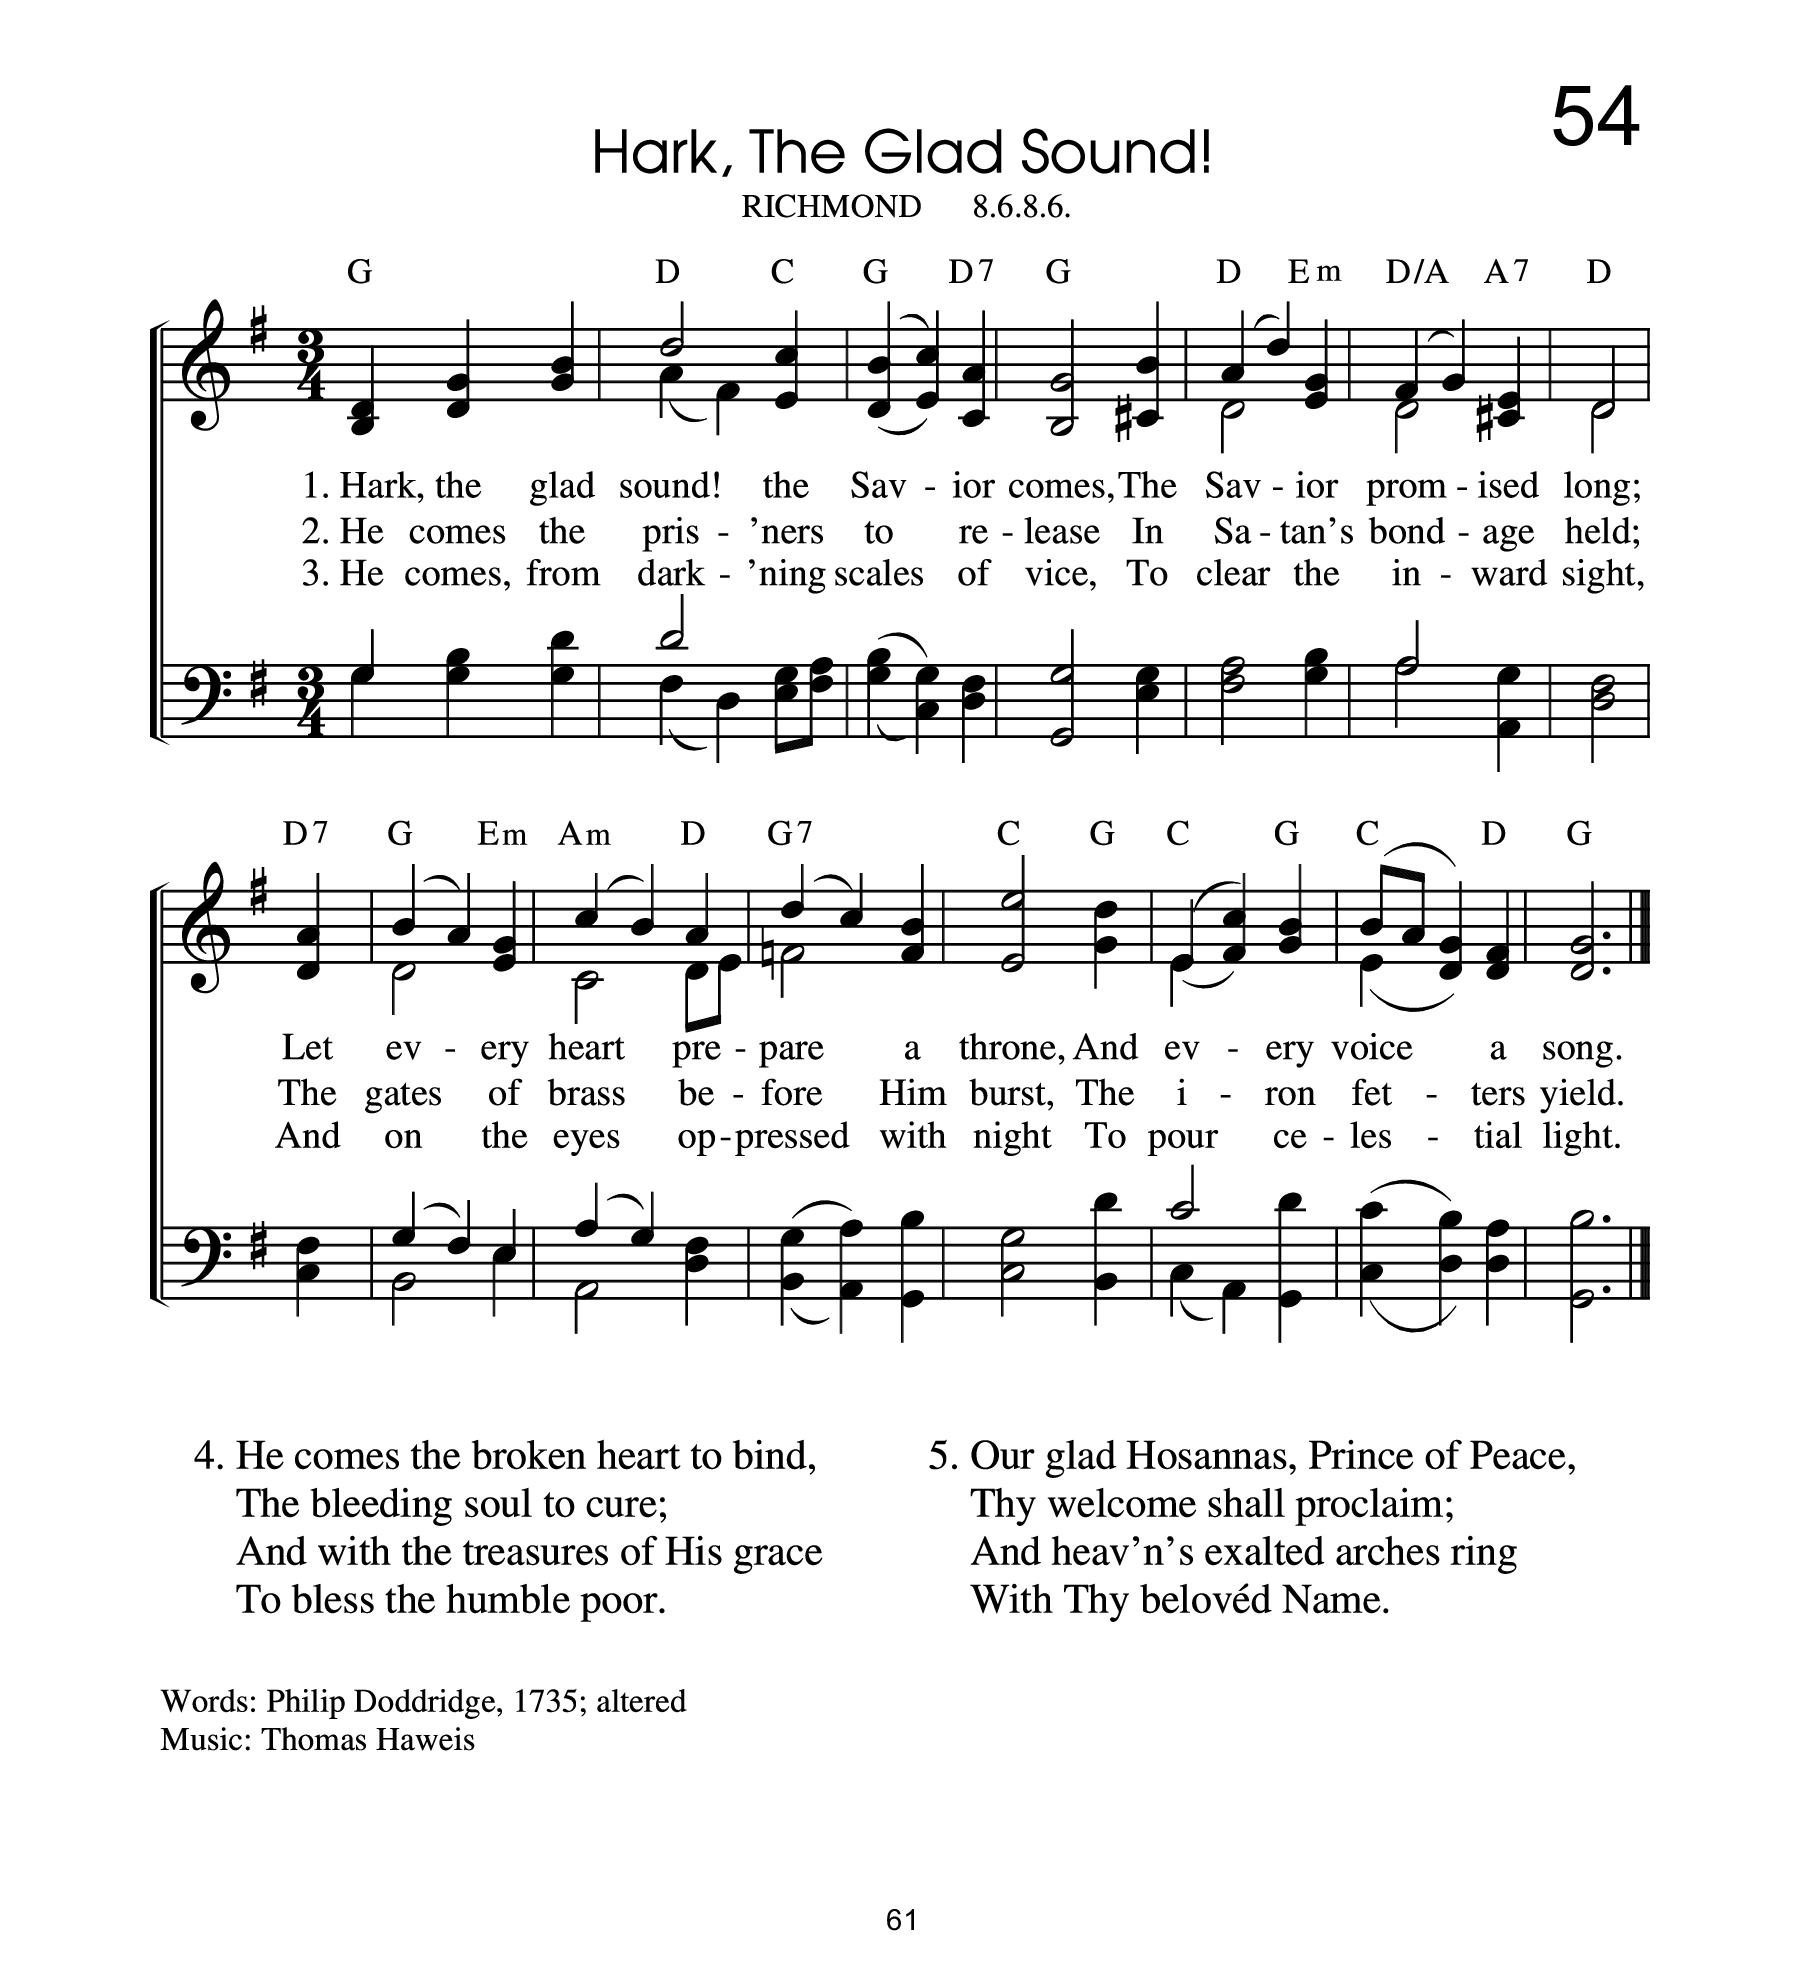 54
Hark, The Glad Sound!
RICHMOND 8.6.8.6.
G D C G D7 G D Em D/A A7 D
1. Hark, the glad sound! the Sav - ior comes, The Sav - ior prom - ised long;
2. He comes the pris - ’ners to re - lease In Sa - tan’s bond - age held;
3. He comes, from dark - ’ning scales of vice, To clear the in - ward sight,
D7 G Em Am D G7 C G C G C D G
Let ev - ery heart pre - pare a throne, And ev - ery voice a song.
The gates of brass be - fore Him burst, The i - ron fet - ters yield.
And on the eyes op - pressed with night To pour ce - les - tial light.
4. He comes the broken heart to bind,
The bleeding soul to cure;
And with the treasures of His grace
To bless the humble poor.
5. Our glad Hosannas, Prince of Peace,
Thy welcome shall proclaim;
And heav’n’s exalted arches ring
With Thy belovéd Name.
Words: Philip Doddridge, 1735; altered
Music: Thomas Haweis
61